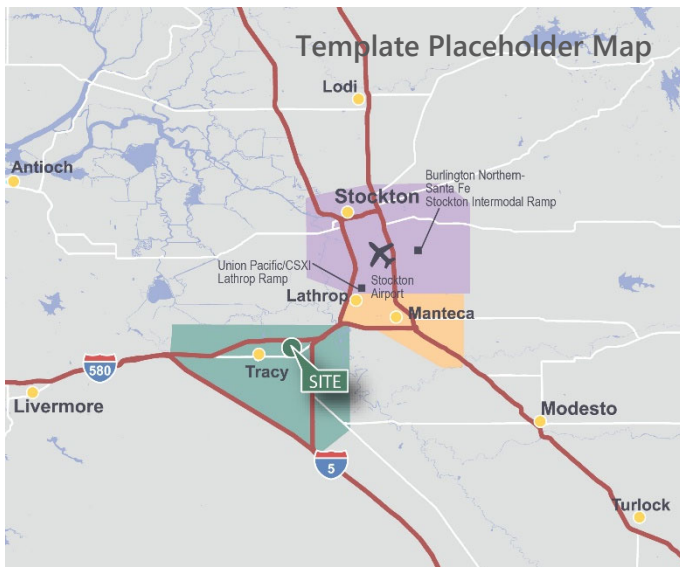 Template Placeholder Map
Lodi
Antioch
Burlington Northern-
Santa Fe
Stockton Intermodal Ramp
Stockton
Union Pacific/CSXI
Lathrop Ramp
Stockton
Airport
Lathrop
Manteca
580
Tracy
SITE
Livermore
Modesto
5
Turlock